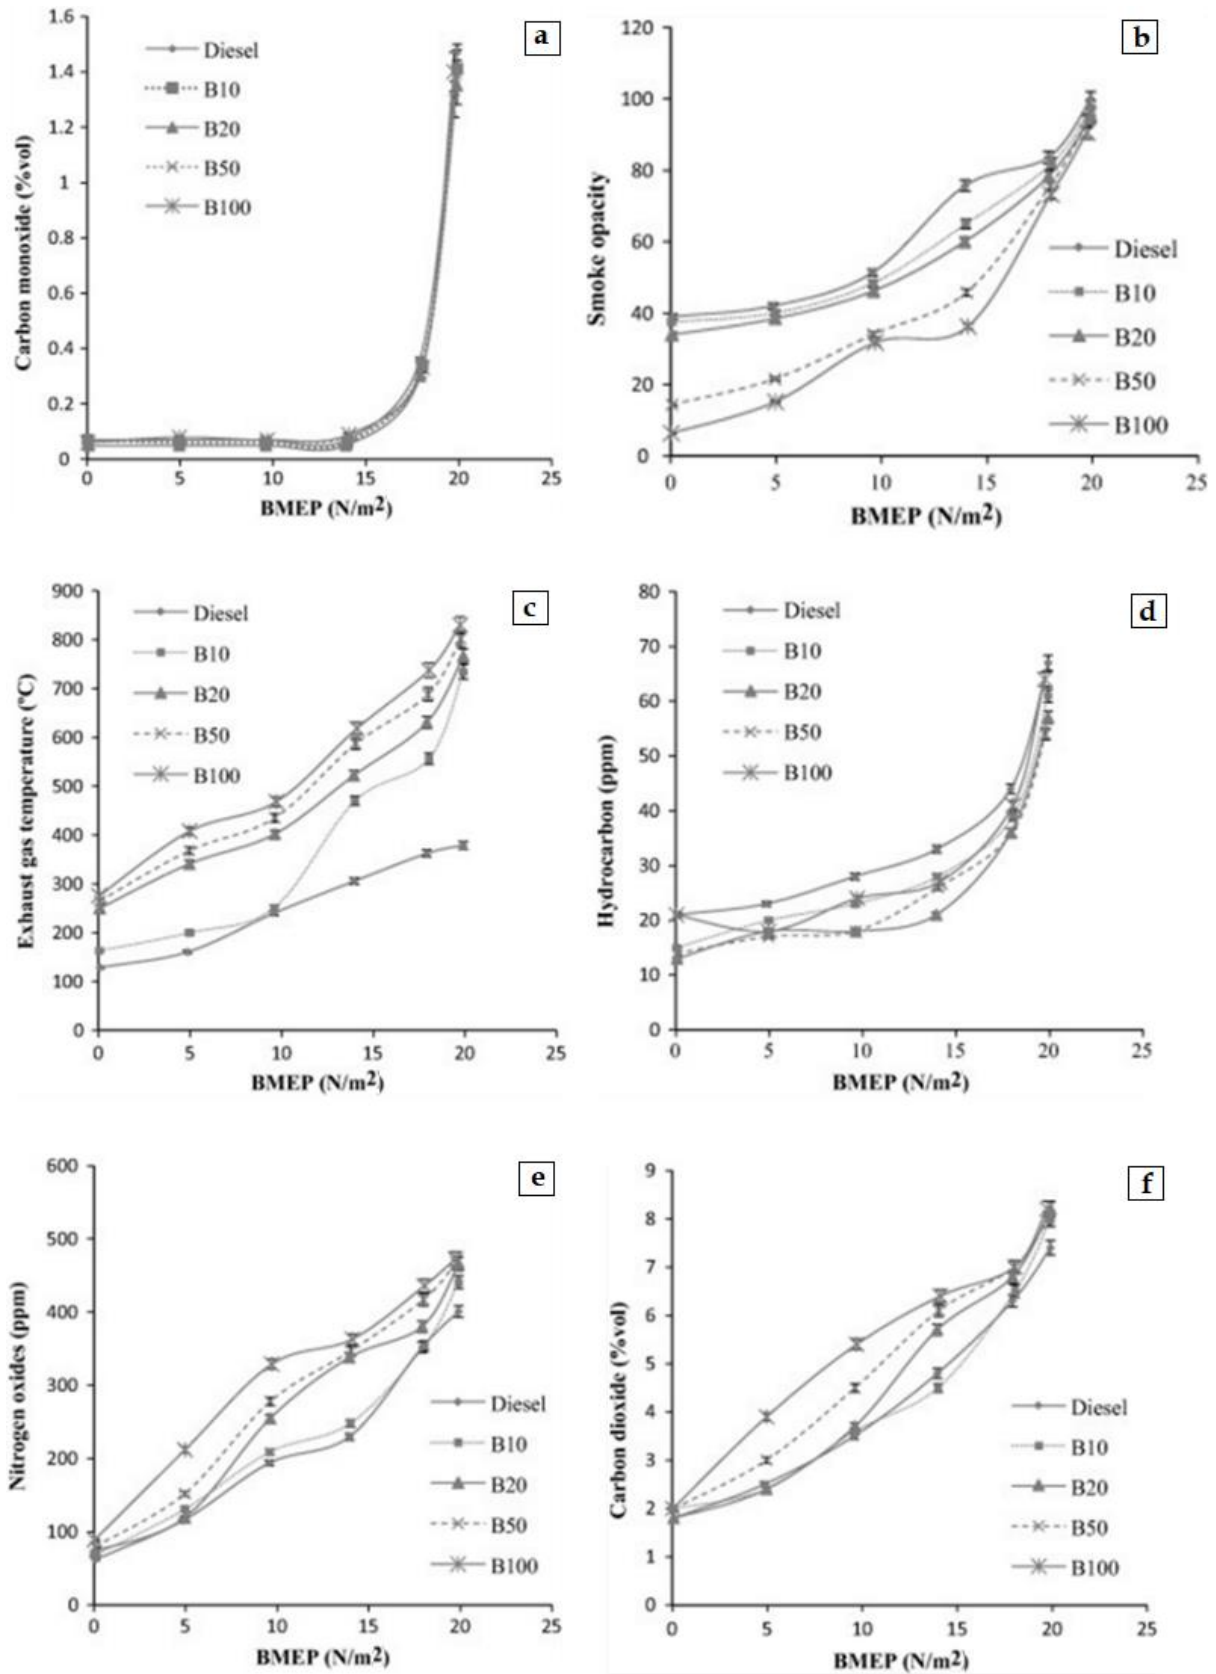 a
1.6
1.4
1.2
1
0.8
0.6
0.4
0.2
0
0 5 10 15 20 25
Carbon monoxide (%vol)
BMEP (N/m2)
Diesel
B10
B20
B50
B100
b
120
100
80
60
40
20
0
0 5 10 15 20 25
Smoke opacity
BMEP (N/m2)
Diesel
B10
B20
B50
B100
c
900
800
700
600
500
400
300
200
100
0
0 5 10 15 20 25
Exhaust gas temperature (°C)
BMEP (N/m2)
Diesel
B10
B20
B50
B100
d
80
70
60
50
40
30
20
10
0
0 5 10 15 20 25
Hydrocarbon (ppm)
BMEP (N/m2)
Diesel
B10
B20
B50
B100
e
600
500
400
300
200
100
0
0 5 10 15 20 25
Nitrogen oxides (ppm)
BMEP (N/m2)
Diesel
B10
B20
B50
B100
f
9
8
7
6
5
4
3
2
1
0
0 5 10 15 20 25
Carbon dioxide (%vol)
BMEP (N/m2)
Diesel
B10
B20
B50
B100